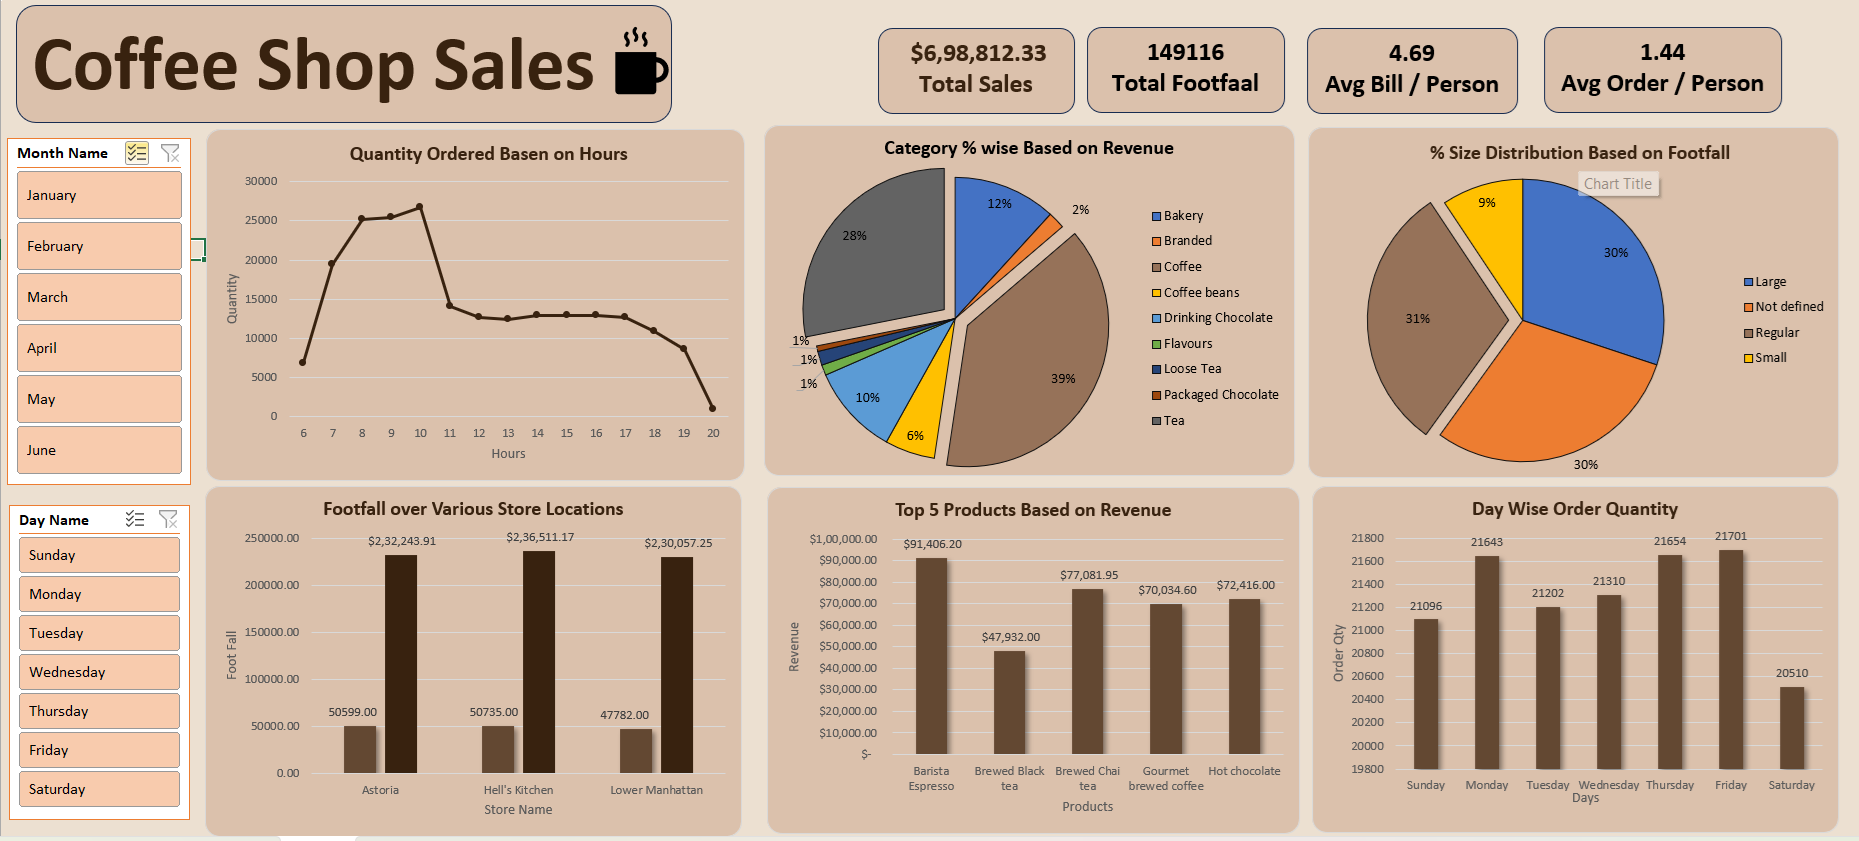 Coffee Shop Sales
$6,98,812.33
Total Sales
149116
Total Footfaal
4.69
Avg Bill / Person
1.44
Avg Order / Person
Month Name
January
February
March
April
May
June
Day Name
Sunday
Monday
Tuesday
Wednesday
Thursday
Friday
Saturday
Quantity Ordered Basen on Hours
30000
25000
20000
15000
10000
5000
0
Quantity
6 7 8 9 10 11 12 13 14 15 16 17 18 19 20
Hours
Category % wise Based on Revenue
12%
2%
28%
39%
1%
1%
1%
10%
6%
Bakery
Branded
Coffee
Coffee beans
Drinking Chocolate
Flavours
Loose Tea
Packaged Chocolate
Tea
% Size Distribution Based on Footfall
Chart Title
9%
30%
31%
30%
Large
Not defined
Regular
Small
Footfall over Various Store Locations
250000.00
200000.00
150000.00
100000.00
50000.00
0.00
Foot Fall
$2,32,243.91
$2,36,511.17
$2,30,057.25
50599.00
50735.00
47782.00
Astoria Hell's Kitchen Lower Manhattan
Store Name
Top 5 Products Based on Revenue
$1,00,000.00
$90,000.00
$80,000.00
$70,000.00
$60,000.00
$50,000.00
$40,000.00
$30,000.00
$20,000.00
$10,000.00
$-
Revenue
$91,406.20
$47,932.00
$77,081.95
$70,034.60
$72,416.00
Barista
Espresso
Brewed Black
tea
Brewed Chai
tea
Gourmet
brewed coffee
Hot chocolate
Products
Day Wise Order Quantity
21800
21600
21400
21200
21000
20800
20600
20400
20200
20000
19800
Order Qty
21096
21643
21202
21310
21654
21701
20510
Sunday Monday Tuesday Wednesday Thursday Friday Saturday
Days